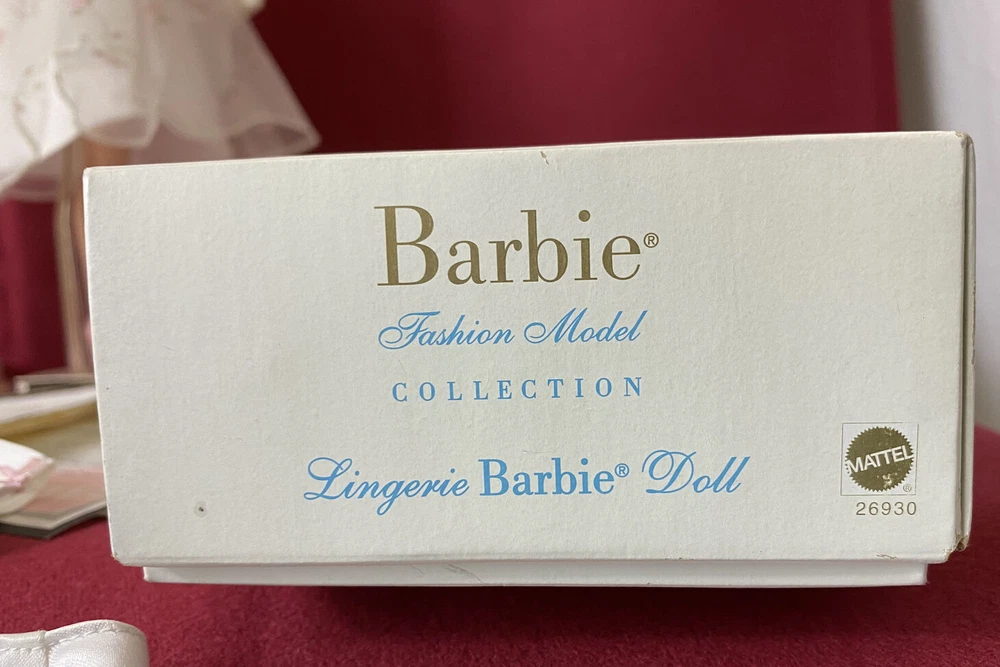 Barbie®
Fashion Model
COLLECTION
Lingerie Barbie® Doll
MATTEL
®
26930